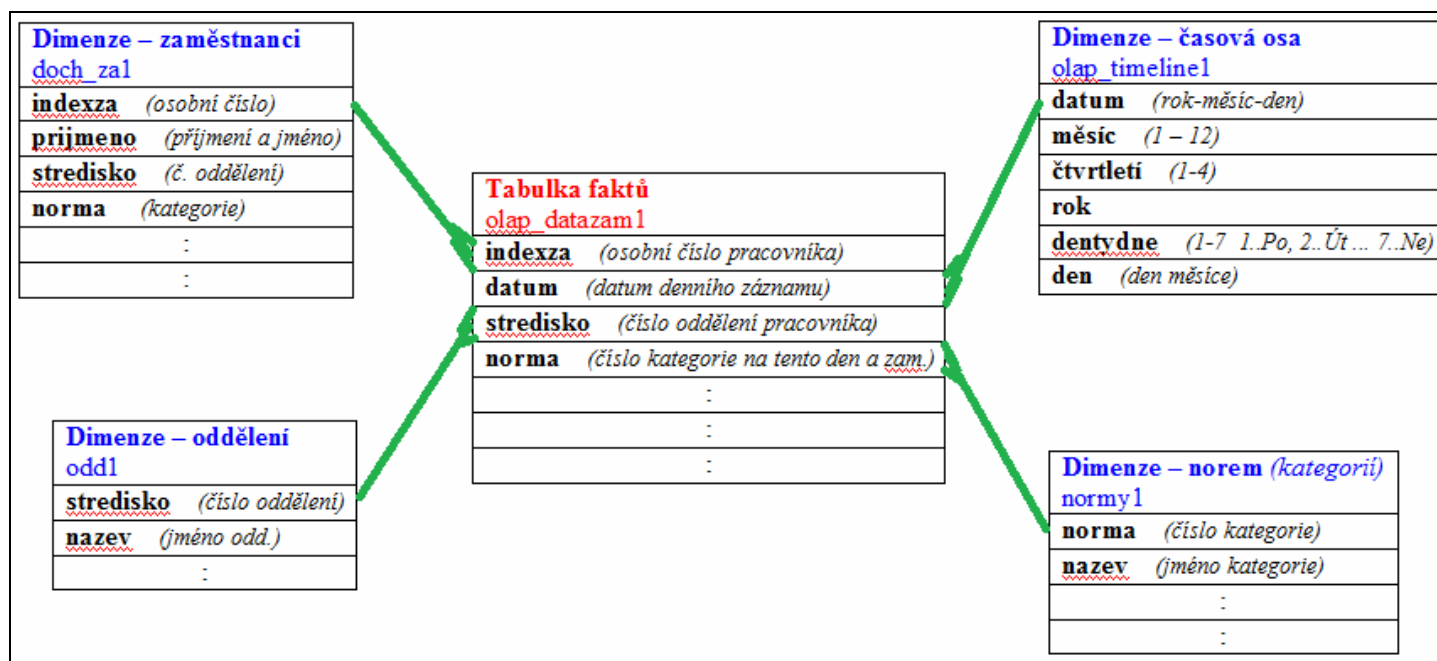 Dimenze – zaměstnanci
doch_za1
indexza (osobní číslo)
prijmeno (příjmení a jméno)
stredisko (č. oddělení)
norma (kategorie)
:
:
Dimenze – časová osa
olap_timeline1
datum (rok-měsíc-den)
měsíc (1 – 12)
čtvrtletí (1-4)
rok
dentydne (1-7 1..Po, 2..Út ... 7..Ne)
den (den měsíce)
Tabulka faktů
olap_datazam1
indexza (osobní číslo pracovníka)
datum (datum denního záznamu)
stredisko (číslo oddělení pracovníka)
norma (číslo kategorie na tento den a zam.)
:
:
:
Dimenze – oddělení
odd1
stredisko (číslo oddělení)
nazev (jméno odd.)
:
Dimenze – norem (kategorií)
normy1
norma (číslo kategorie)
nazev (jméno kategorie)
:
: